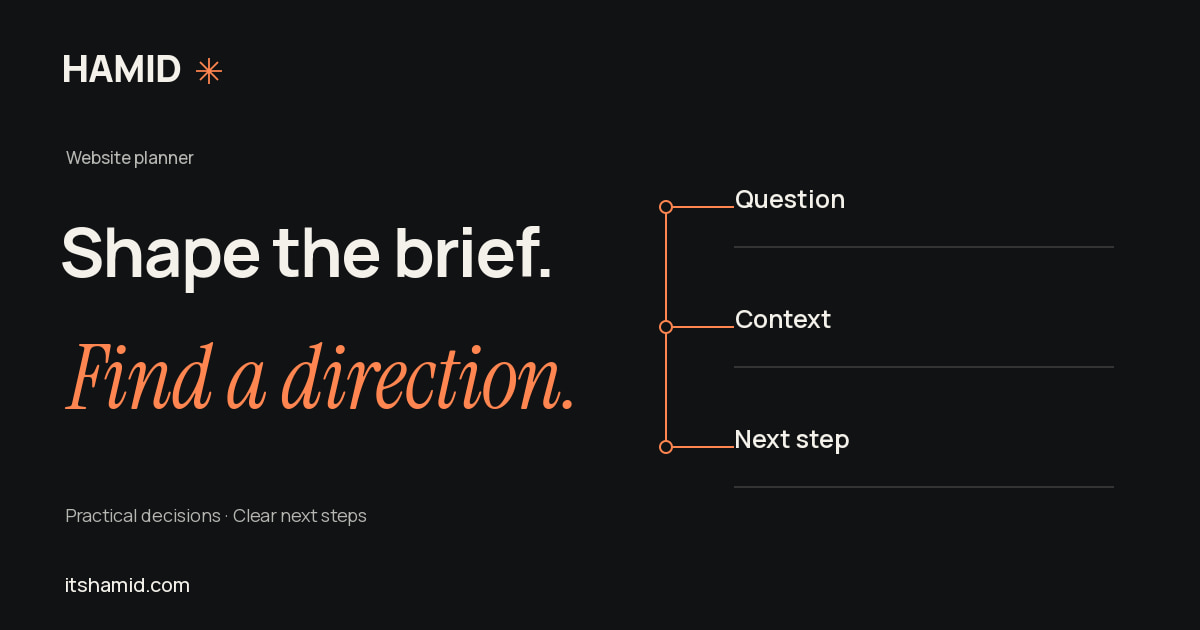 HAMID
Website planner
Shape the brief.
Find a direction.
Practical decisions · Clear next steps
itshamid.com
Question
Context
Next step